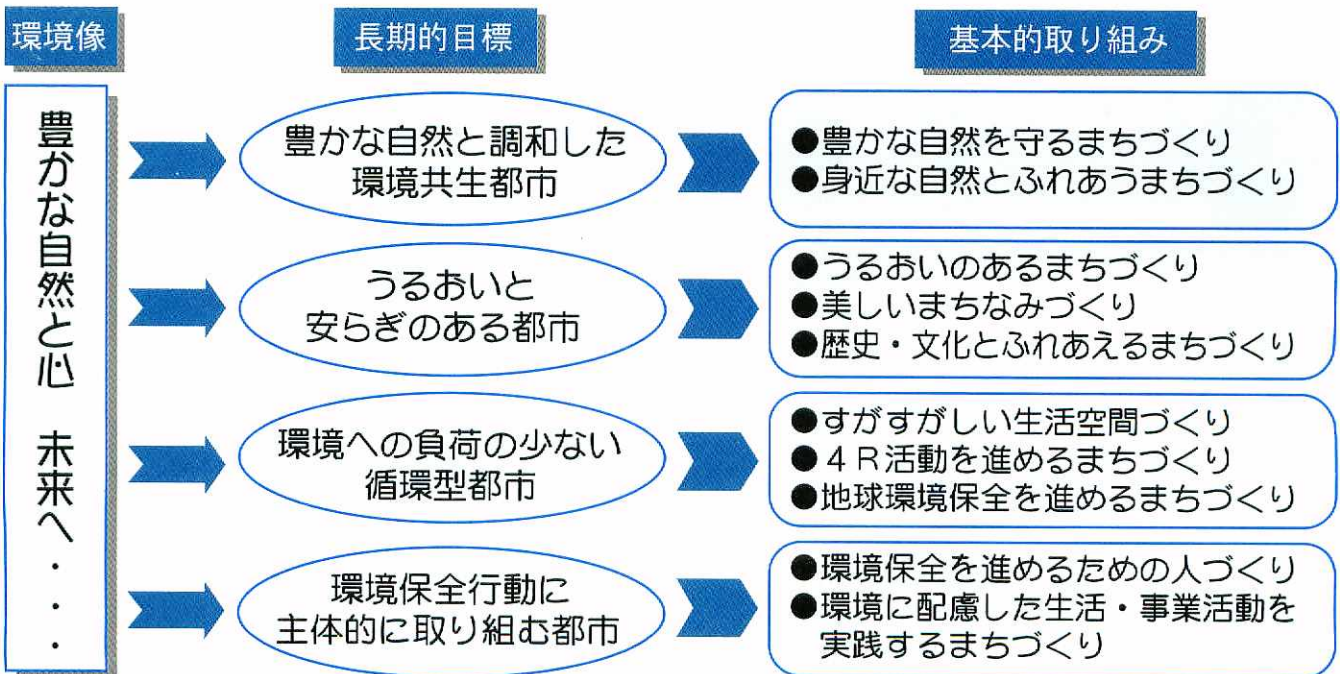 環境像
長期的目標
基本的取り組み
豊かな自然と心　未来へ・・・
豊かな自然と調和した
環境共生都市
●豊かな自然を守るまちづくり
●身近な自然とふれあうまちづくり
うるおいと
安らぎのある都市
●うるおいのあるまちづくり
●美しいまちなみづくり
●歴史・文化とふれあえるまちづくり
環境への負荷の少ない
循環型都市
●すがすがしい生活空間づくり
●４Ｒ活動を進めるまちづくり
●地球環境保全を進めるまちづくり
環境保全行動に
主体的に取り組む都市
●環境保全を進めるための人づくり
●環境に配慮した生活・事業活動を
実践するまちづくり